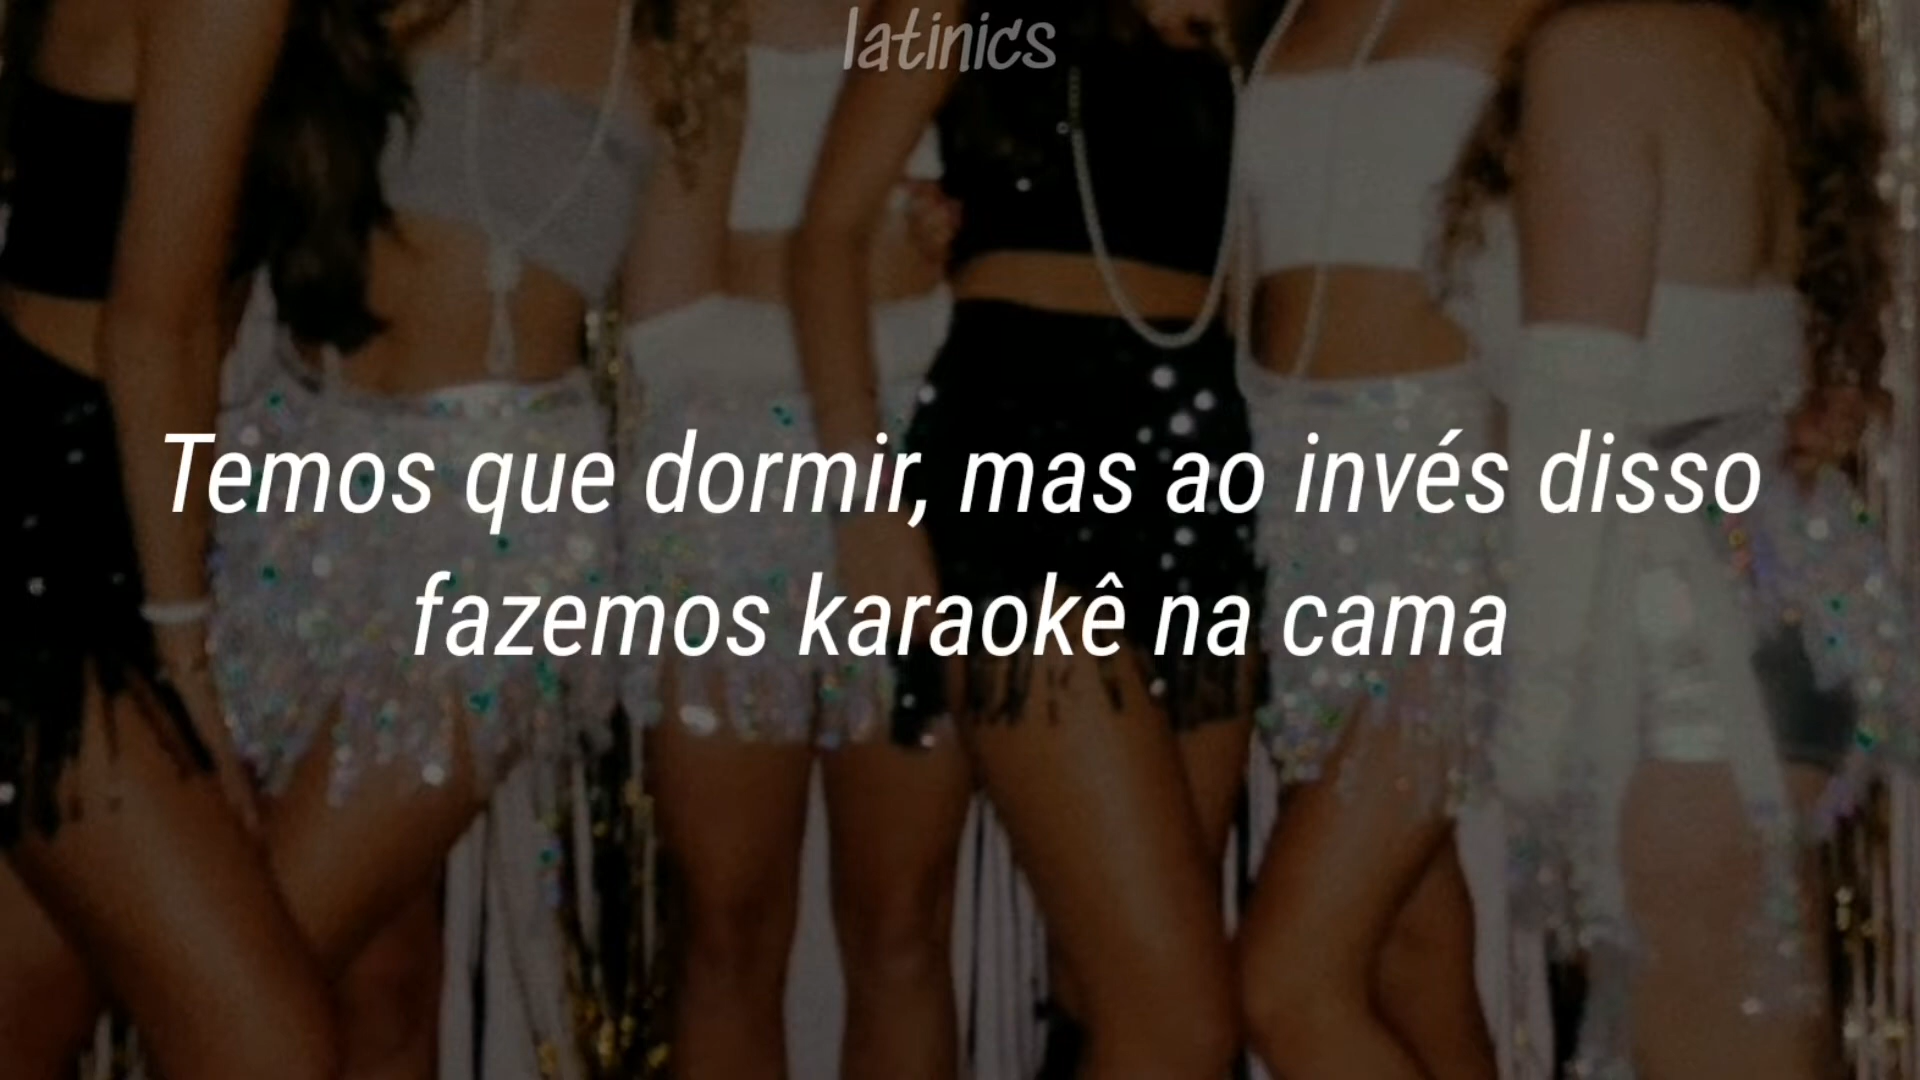 latinics
Temos que dormir, mas ao invés disso
fazemos karaokê na cama